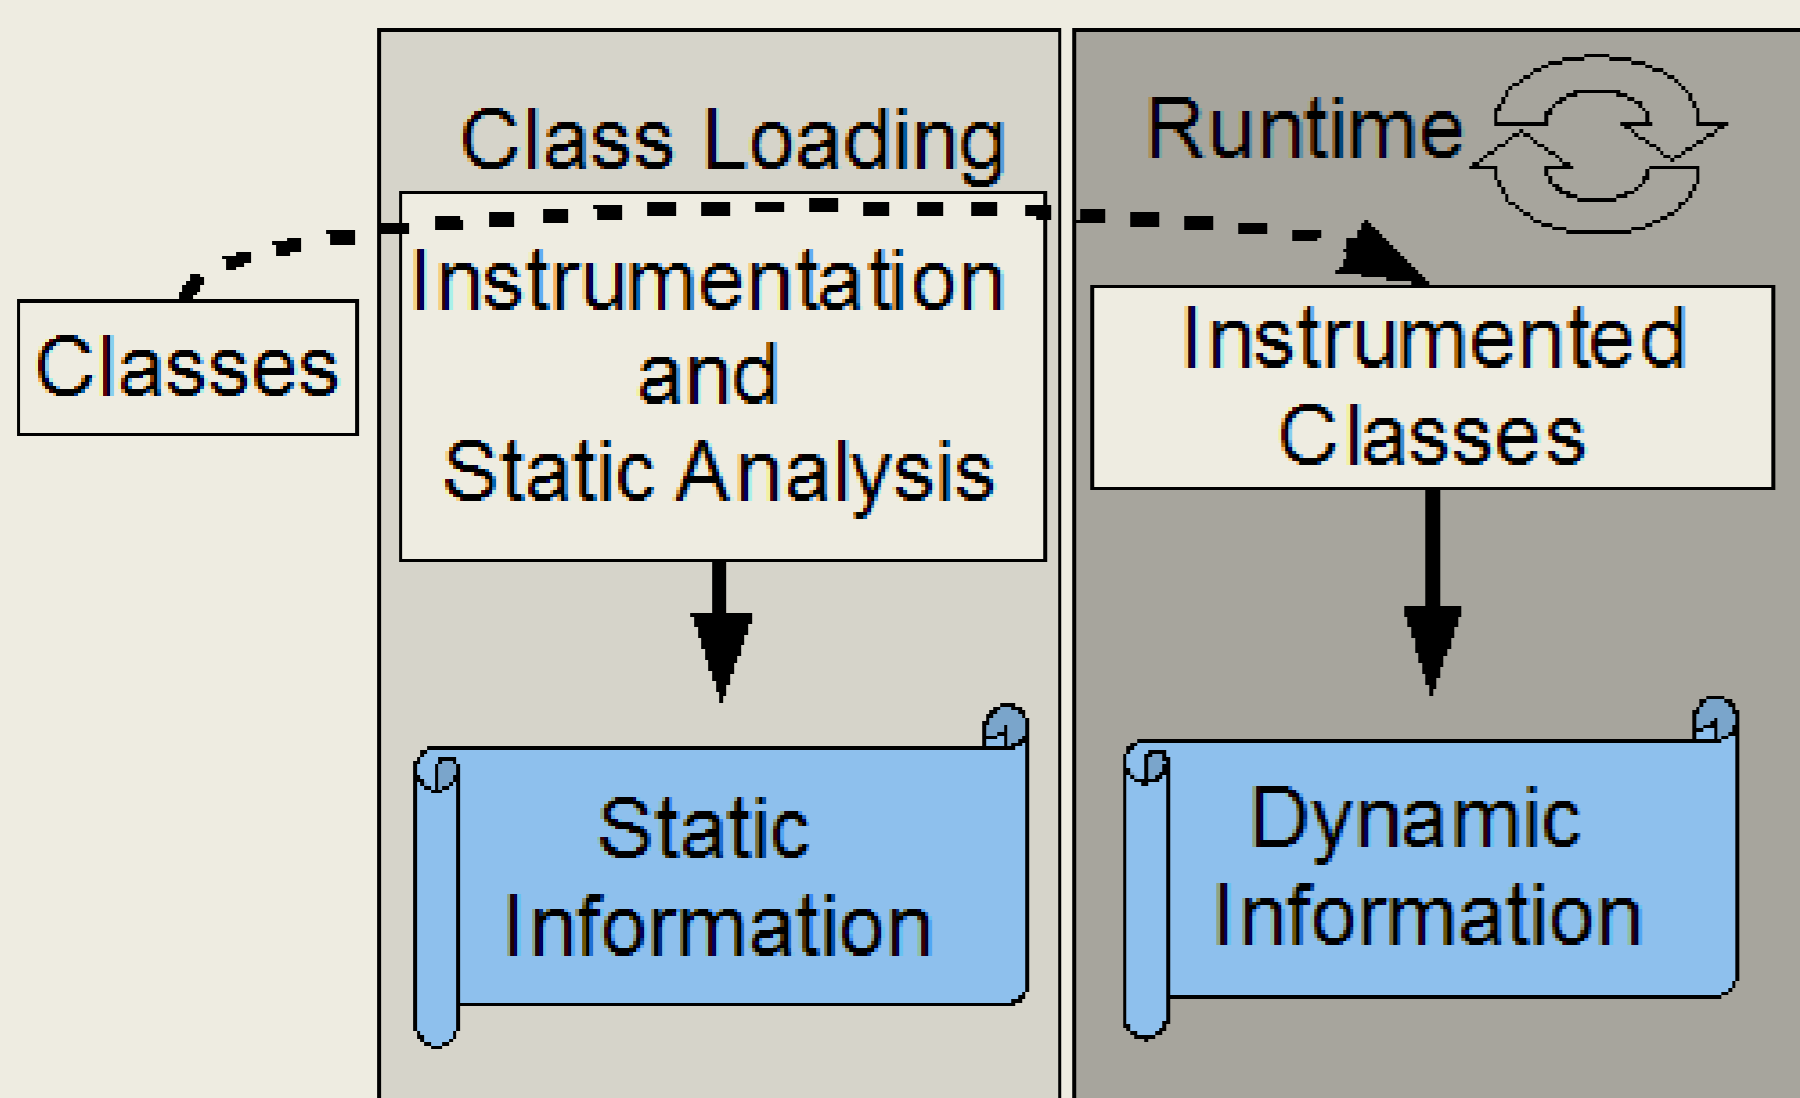 Classes
Class Loading
Instrumentation
and
Static Analysis
Static
Information
Runtime
Instrumented
Classes
Dynamic
Information